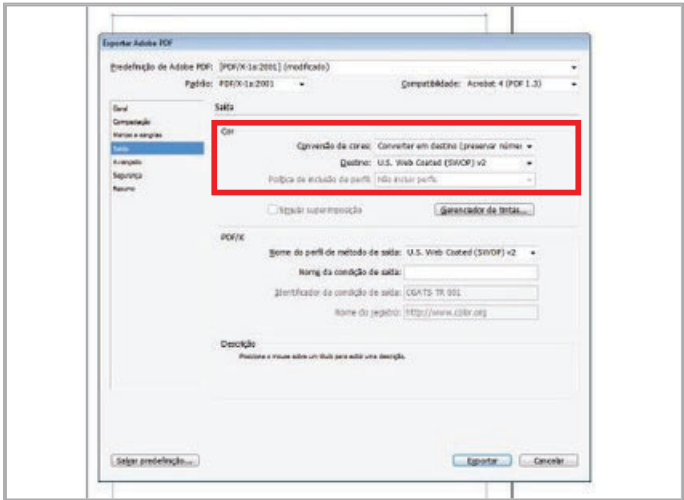 Exportar Adobe PDF
Predefinição de Adobe PDF: [PDF/X-1a:2001] (modificado)
Padrão: PDF/X-1a:2001 Compatibilidade: Acrobat 4 (PDF 1.3)
Geral
Compactação
Marcas e sangrias
Saída
Avançado
Segurança
Resumo
Saída
Cor
Conversão de cores: Converter em destino (preservar númer
Destino: U.S. Web Coated (SWOP) v2
Política de inclusão de perfil: Não incluir perfis
Simular superimposição Gerenciador de tintas...
PDF/X
Nome do perfil de método de saída: U.S. Web Coated (SWOP) v2
Nome da condição de saída:
Identificador da condição de saída: CGATS TR 001
Nome do registro: http://www.color.org
Descrição
Posicione o mouse sobre um título para exibir uma descrição.
Salvar predefinição... Exportar Cancelar